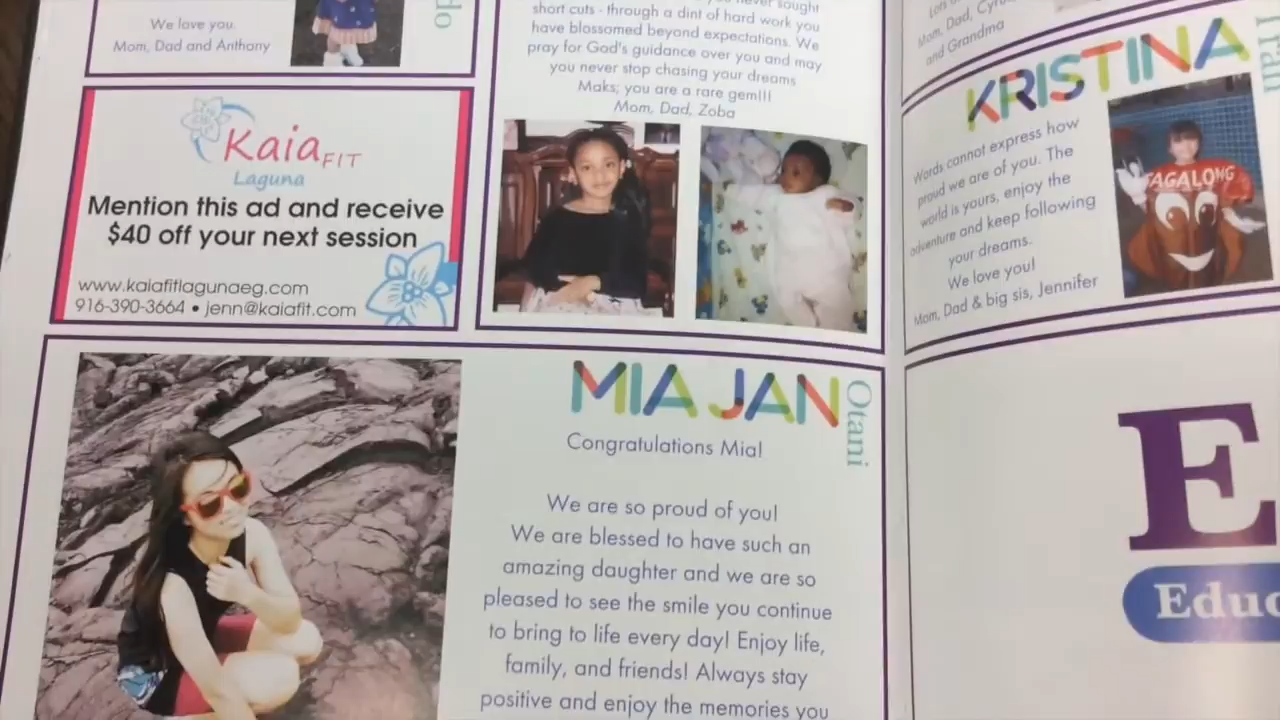 We love you.
Mom, Dad and Anthony
do
Kaia FIT
Laguna
Mention this ad and receive
$40 off your next session
www.kaiafitlagunaeg.com
916-390-3664 • jenn@kaiafit.com
never sought
short cuts - through a dint of hard work you
have blossomed beyond expectations. We
pray for God's guidance over you and may
you never stop chasing your dreams
Maks; you are a rare gem!!!
Mom, Dad, Zoba
MIA JAN
Otani
Congratulations Mia!
We are so proud of you!
We are blessed to have such an
amazing daughter and we are so
pleased to see the smile you continue
to bring to life every day! Enjoy life,
family, and friends! Always stay
positive and enjoy the memories you
Mom, Dad,
and Grandma
KRISTINA
Tran
Words cannot express how
proud we are of you. The
world is yours, enjoy the
adventure and keep following
your dreams.
We love you!
Mom, Dad & big sis, Jennifer
TAGALONG
E
Educ